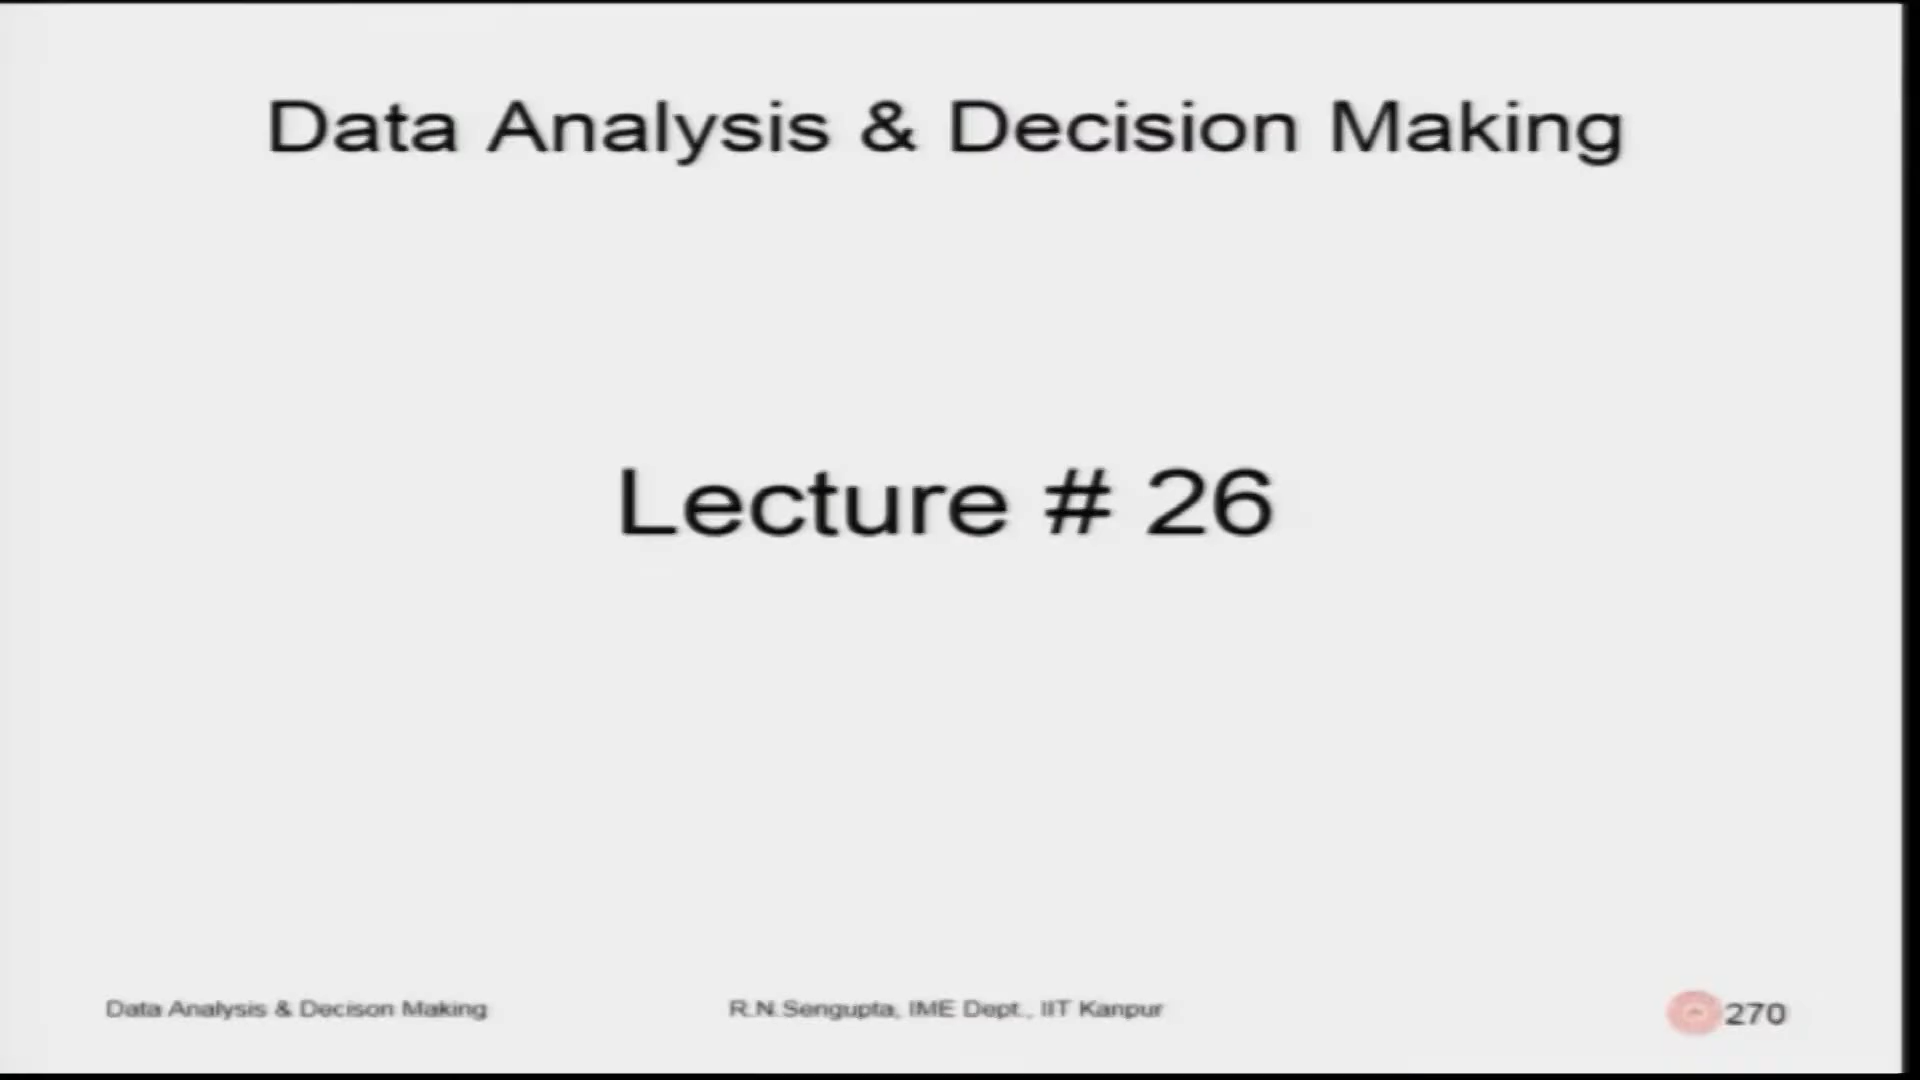 Data Analysis & Decision Making
Lecture # 26
Data Analysis & Decison Making
R.N.Sengupta, IME Dept., IIT Kanpur
270